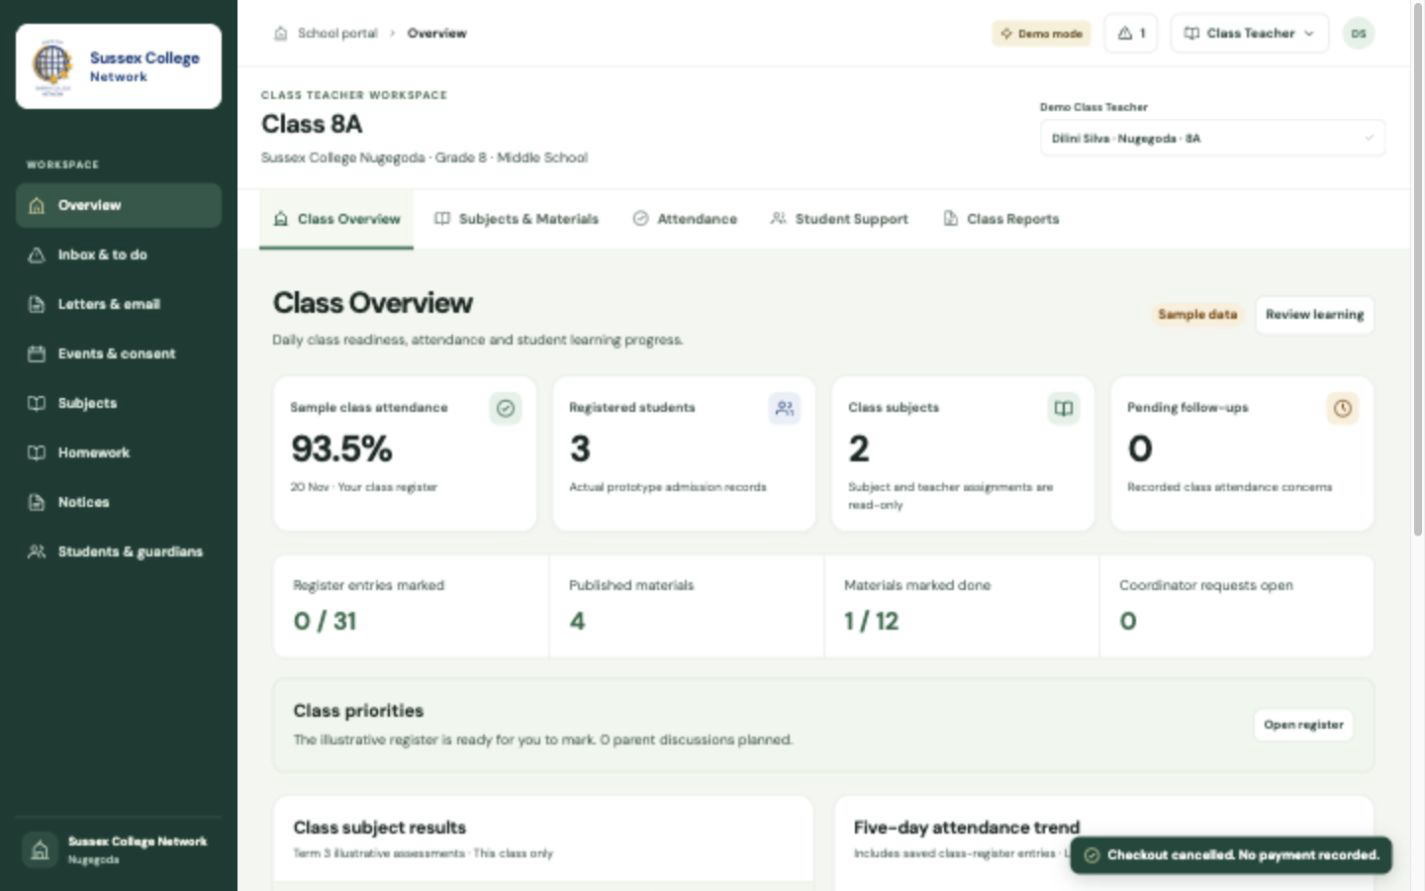 Sussex College
Network
School portal > Overview
Demo mode
1
Class Teacher
DS
WORKSPACE
Overview
Inbox & to do
Letters & email
Events & consent
Subjects
Homework
Notices
Students & guardians
Sussex College Network
Nugegoda
CLASS TEACHER WORKSPACE
Class 8A
Sussex College Nugegoda · Grade 8 · Middle School
Demo Class Teacher
Dilini Silva · Nugegoda · 8A
Class Overview
Subjects & Materials
Attendance
Student Support
Class Reports
Class Overview
Daily class readiness, attendance and student learning progress.
Sample data
Review learning
Sample class attendance
93.5%
20 Nov · Your class register
Registered students
3
Actual prototype admission records
Class subjects
2
Subject and teacher assignments are
read-only
Pending follow-ups
0
Recorded class attendance concerns
Register entries marked
0 / 31
Published materials
4
Materials marked done
1 / 12
Coordinator requests open
0
Class priorities
The illustrative register is ready for you to mark. 0 parent discussions planned.
Open register
Class subject results
Term 3 illustrative assessments · This class only
Five-day attendance trend
Includes saved class-register entries ·
Checkout cancelled. No payment recorded.